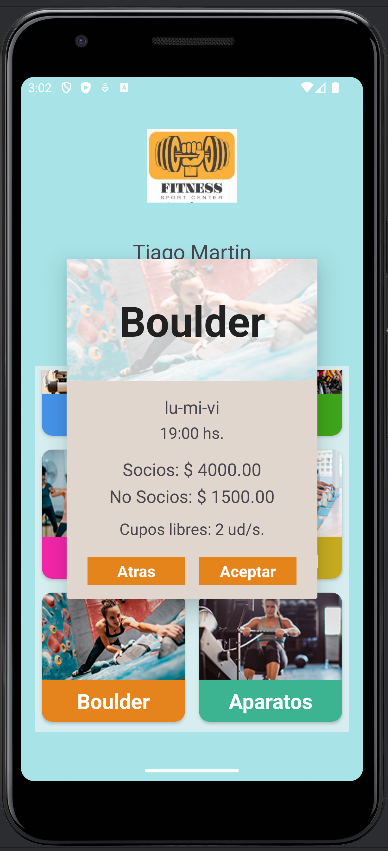 3:02
FITNESS
SPORT CENTER
Tiago Martin
Boulder
lu-mi-vi
19:00 hs.
Socios: $ 4000.00
No Socios: $ 1500.00
Cupos libres: 2 ud/s.
Atras
Aceptar
Boulder
Aparatos